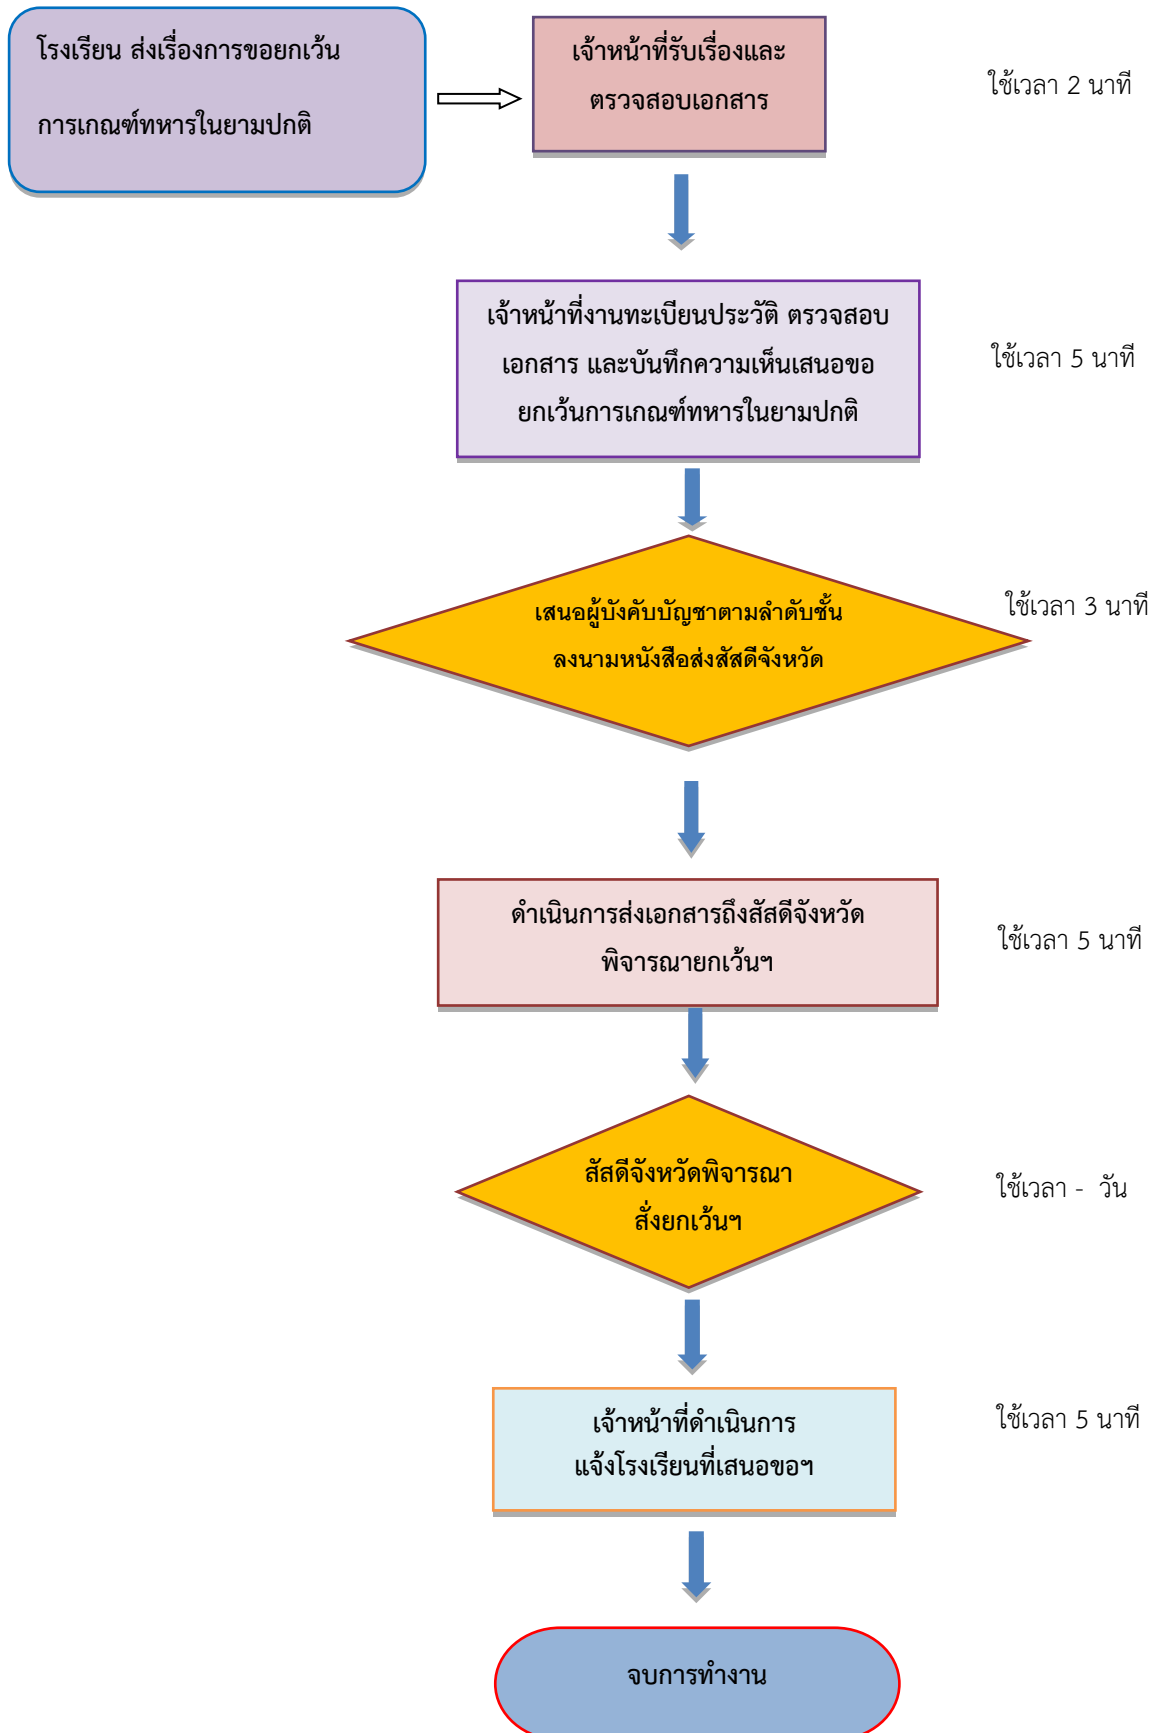 โรงเรียน ส่งเรื่องการขอยกเว้น
การเกณฑ์ทหารในยามปกติ
เจ้าหน้าที่รับเรื่องและ
ตรวจสอบเอกสาร
ใช้เวลา 2 นาที
เจ้าหน้าที่งานทะเบียนประวัติ ตรวจสอบ
เอกสาร และบันทึกความเห็นเสนอขอ
ยกเว้นการเกณฑ์ทหารในยามปกติ
ใช้เวลา 5 นาที
เสนอผู้บังคับบัญชาตามลำดับชั้น
ลงนามหนังสือส่งสัสดีจังหวัด
ใช้เวลา 3 นาที
ดำเนินการส่งเอกสารถึงสัสดีจังหวัด
พิจารณายกเว้นฯ
ใช้เวลา 5 นาที
สัสดีจังหวัดพิจารณา
สั่งยกเว้นฯ
ใช้เวลา - วัน
เจ้าหน้าที่ดำเนินการ
แจ้งโรงเรียนที่เสนอขอฯ
ใช้เวลา 5 นาที
จบการทำงาน